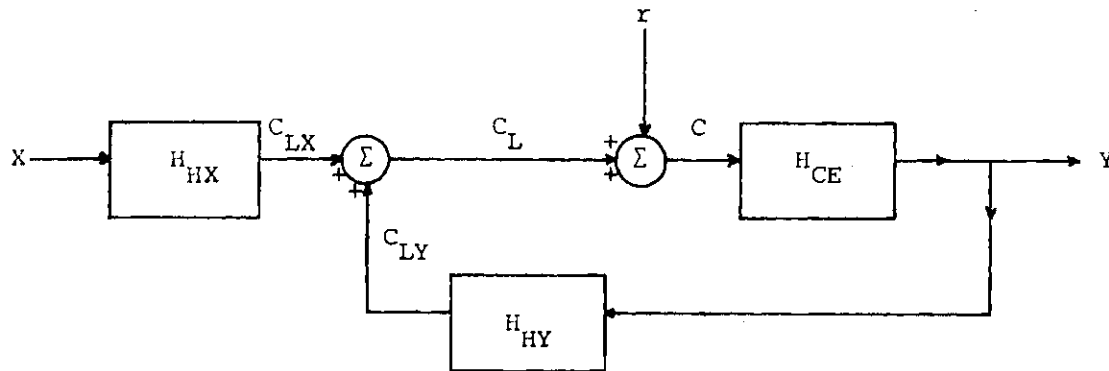 r
X
H_HX
C_LX
Σ
+
+
C_L
+
+
Σ
C
H_CE
Y
C_LY
H_HY